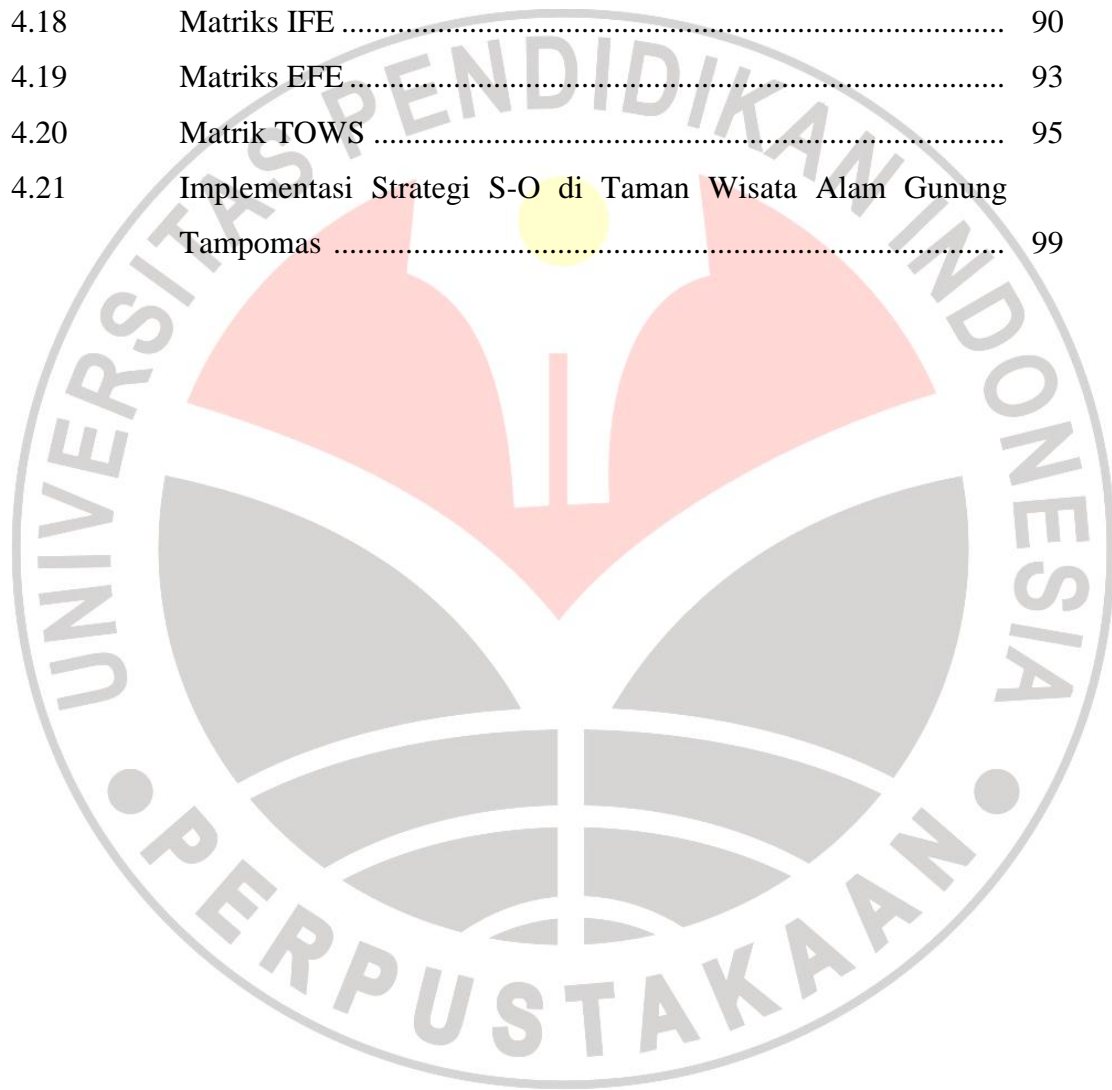 4.18 Matriks IFE ................................................................................... 90
4.19 Matriks EFE .................................................................................. 93
4.20 Matrik TOWS ............................................................................... 95
4.21 Implementasi Strategi S-O di Taman Wisata Alam Gunung
Tampomas .................................................................................... 99
UNIVERSITAS PENDIDIKAN INDONESIA
PERPUSTAKAAN